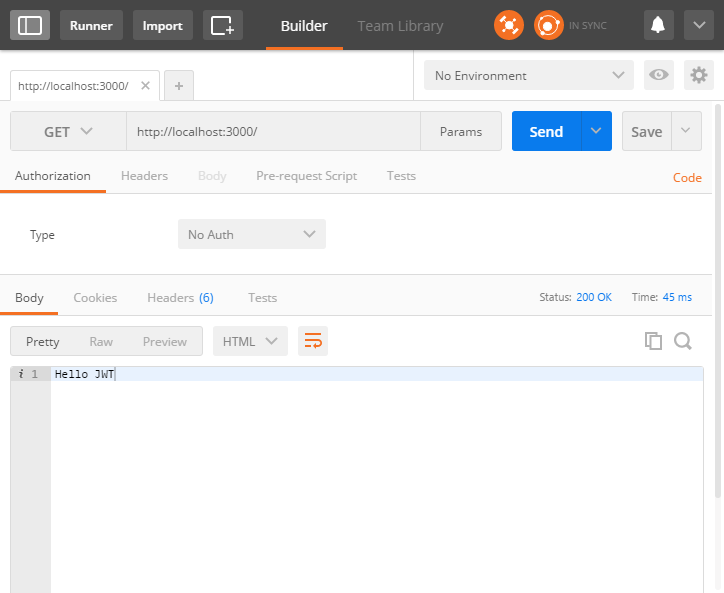 Runner Import Builder Team Library IN SYNC
http://localhost:3000/ No Environment
GET http://localhost:3000/ Params Send Save
Authorization Headers Body Pre-request Script Tests Code
Type No Auth
Body Cookies Headers (6) Tests Status: 200 OK Time: 45 ms
Pretty Raw Preview HTML
i 1 Hello JWT